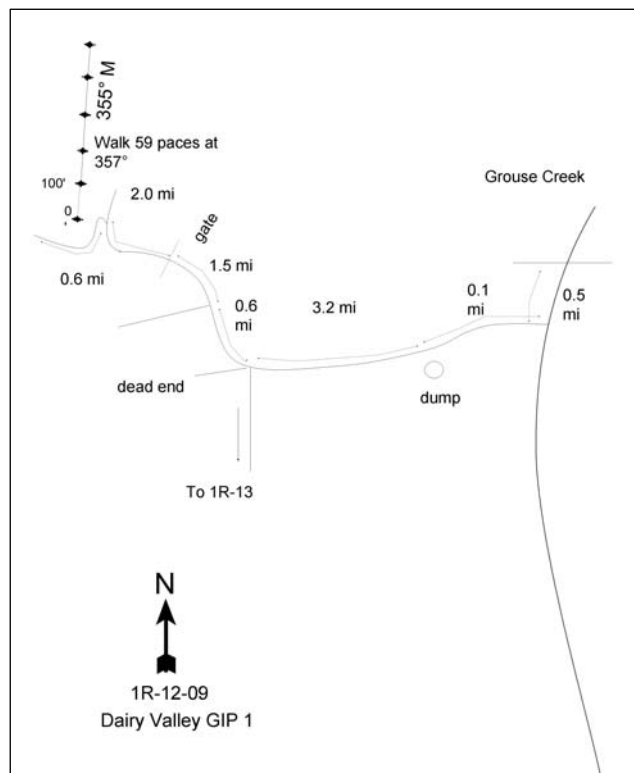 355° M
Walk 59 paces at
357°
100'
0
'
2.0 mi
Grouse Creek
gate
0.6 mi
1.5 mi
0.6
mi
3.2 mi
0.1
mi
0.5
mi
dead end
dump
To 1R-13
N
1R-12-09
Dairy Valley GIP 1